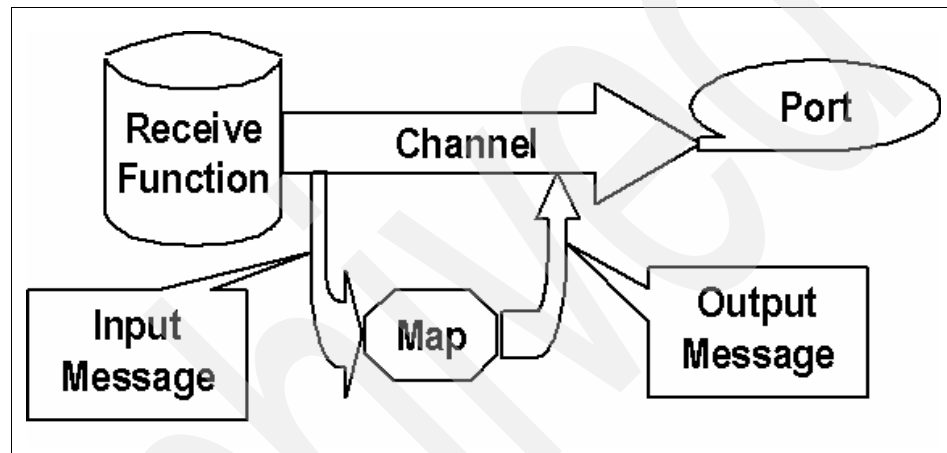 Receive
Function
Channel
Port
Input
Message
Map
Output
Message